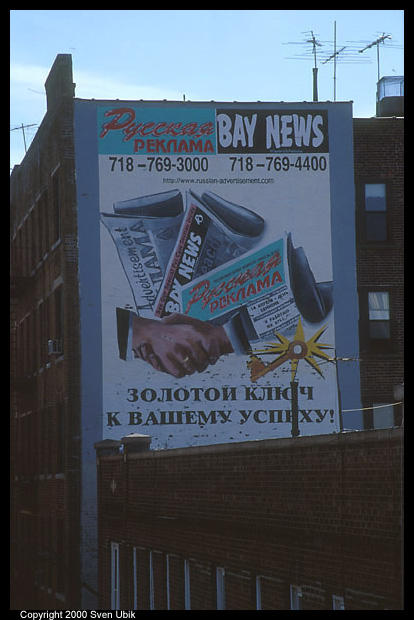 Русская
РЕКЛАМА
BAY NEWS
718-769-3000
718-769-4400
http://www.russian-advertisement.com
Advertisement
BAY NEWS
Русская
РЕКЛАМА
ЗОЛОТОЙ КЛЮЧ
К ВАШЕМУ УСПЕХУ!
Copyright 2000 Sven Ubik